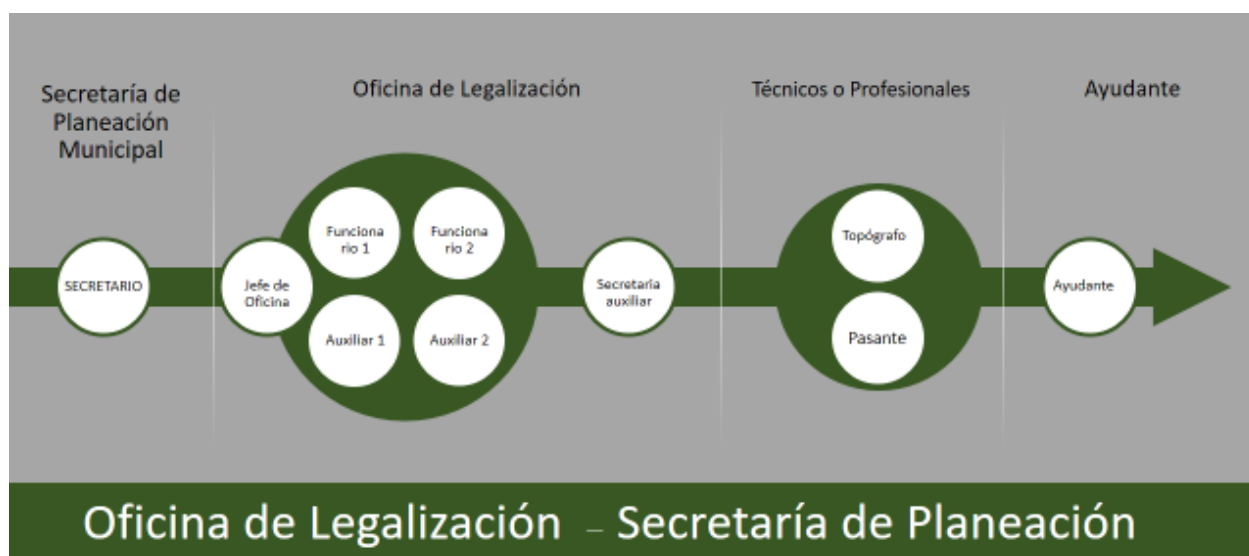 Secretaría de
Planeación
Municipal
Oficina de Legalización
Técnicos o Profesionales
Ayudante
SECRETARIO
Jefe de
Oficina
Funciona
rio 1
Funciona
rio 2
Auxiliar 1
Auxiliar 2
Secretaria
auxiliar
Topógrafo
Pasante
Ayudante
Oficina de Legalización – Secretaría de Planeación